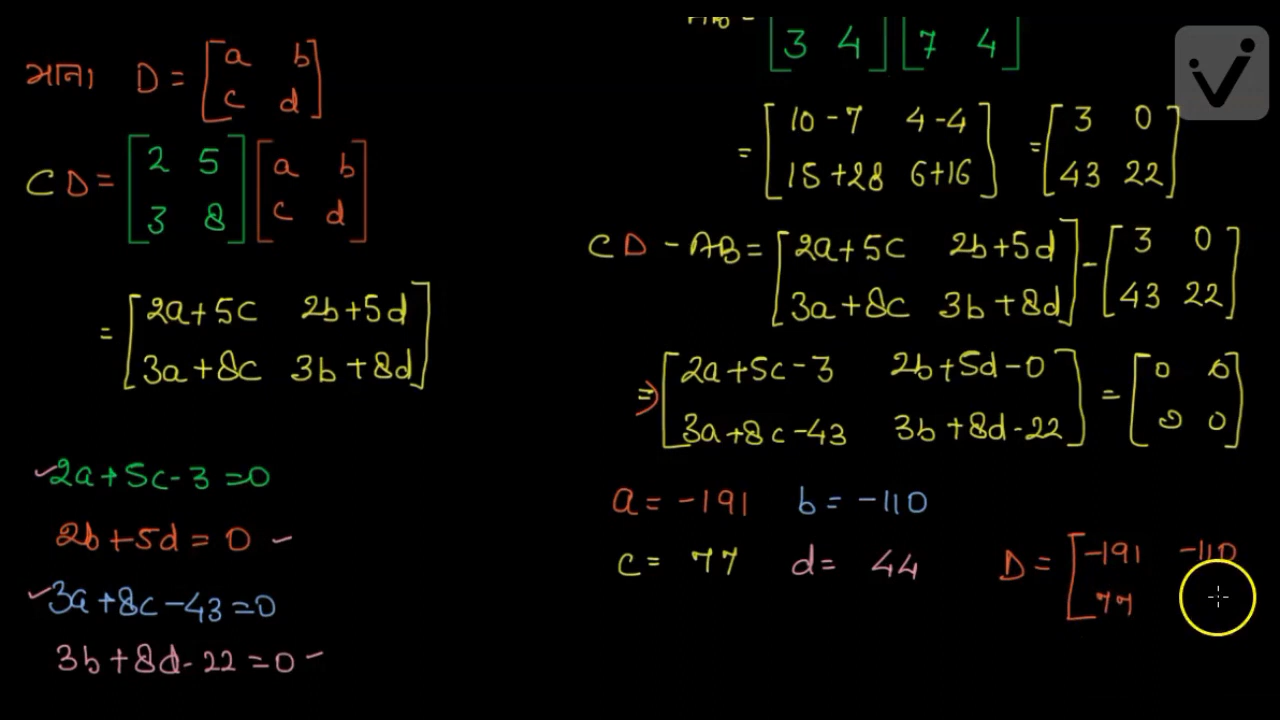 माना D = [a b
c d]
CD = [2 5
3 8] [a b
c d]
= [2a+5c 2b+5d
3a+8c 3b+8d]
2a+5c-3=0
2b+5d=0
3a+8c-43=0
3b+8d-22=0
AB =
[3 4] [7 4]
= [10-7 4-4
15+28 6+16] = [3 0
43 22]
CD-AB = [2a+5c 2b+5d
3a+8c 3b+8d] - [3 0
43 22]
=) [2a+5c-3 2b+5d-0
3a+8c-43 3b+8d-22] = [0 0
0 0]
a = -191 b = -110
c = 77 d = 44
D = [-191 -110
77